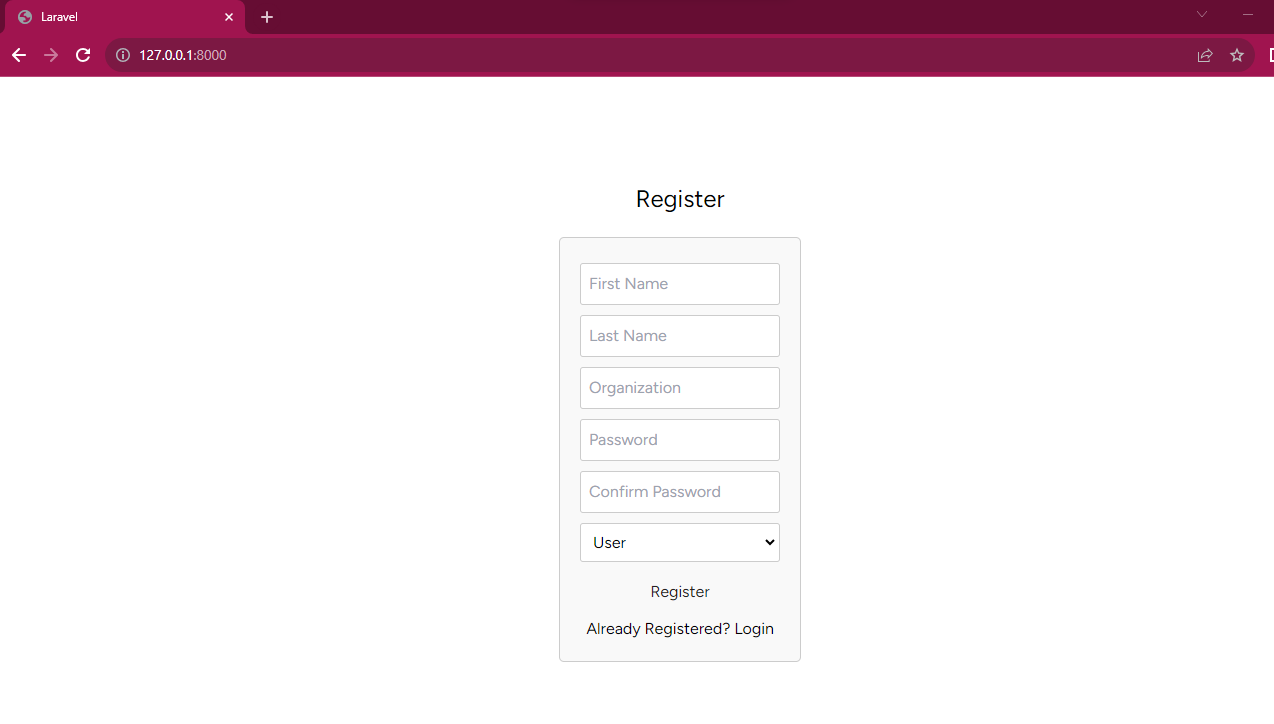 Laravel
127.0.0.1:8000
Register
First Name
Last Name
Organization
Password
Confirm Password
User
Register
Already Registered? Login